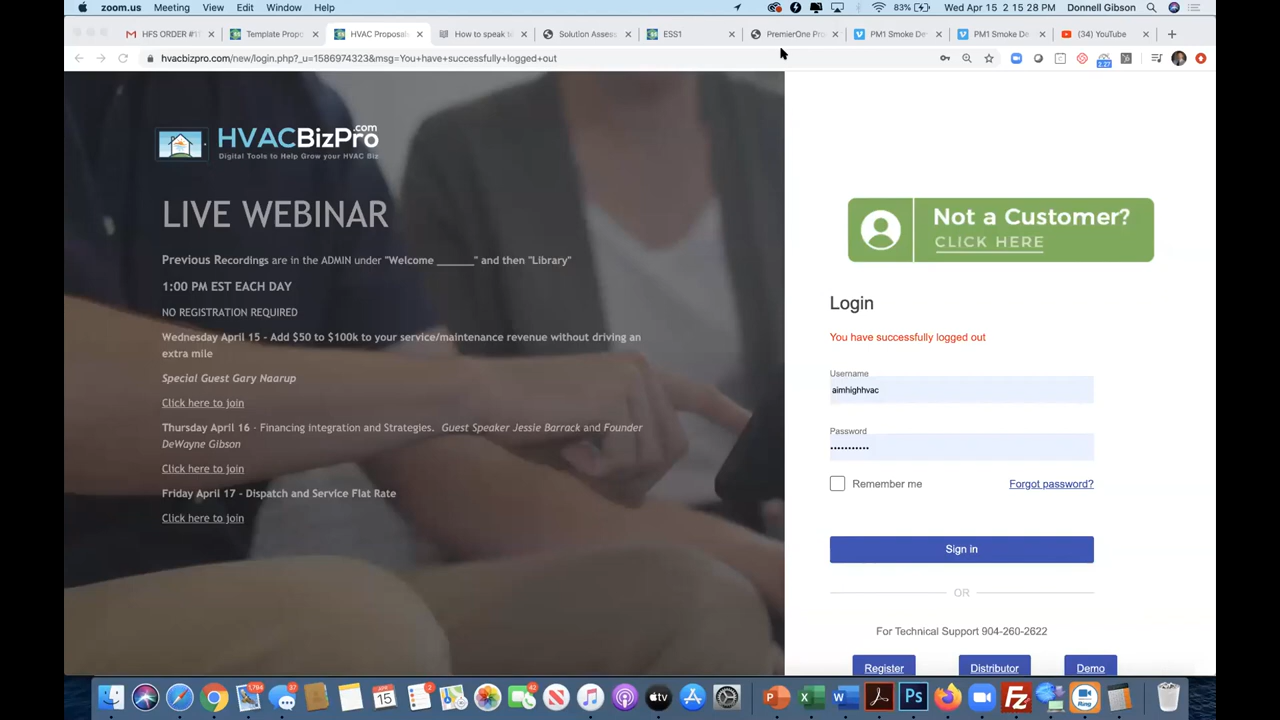 zoom.us Meeting View Edit Window Help 83% Wed Apr 15 2 15 28 PM Donnell Gibson
HFS ORDER #1 Template Propo HVAC Proposal How to speak to Solution Assess ESS1 PremierOne Pro PM1 Smoke De PM1 Smoke De (34) YouTube
hvacbizpro.com/new/login.php?_u=1586974323&msg=You+have+successfully+logged+out
2.27
HVACBizPro.com
Digital Tools to Help Grow your HVAC Biz
LIVE WEBINAR
Previous Recordings are in the ADMIN under "Welcome ______" and then "Library"
1:00 PM EST EACH DAY
NO REGISTRATION REQUIRED
Wednesday April 15 - Add $50 to $100k to your service/maintenance revenue without driving an
extra mile
Special Guest Gary Naarup
Click here to join
Thursday April 16 - Financing integration and Strategies. Guest Speaker Jessie Barrack and Founder
DeWayne Gibson
Click here to join
Friday April 17 - Dispatch and Service Flat Rate
Click here to join
Not a Customer?
CLICK HERE
Login
You have successfully logged out
Username
aimhighhvac
Password
•••••••••••
Remember me Forgot password?
Sign in
OR
For Technical Support 904-260-2622
Register Distributor Demo
1,794
Ring